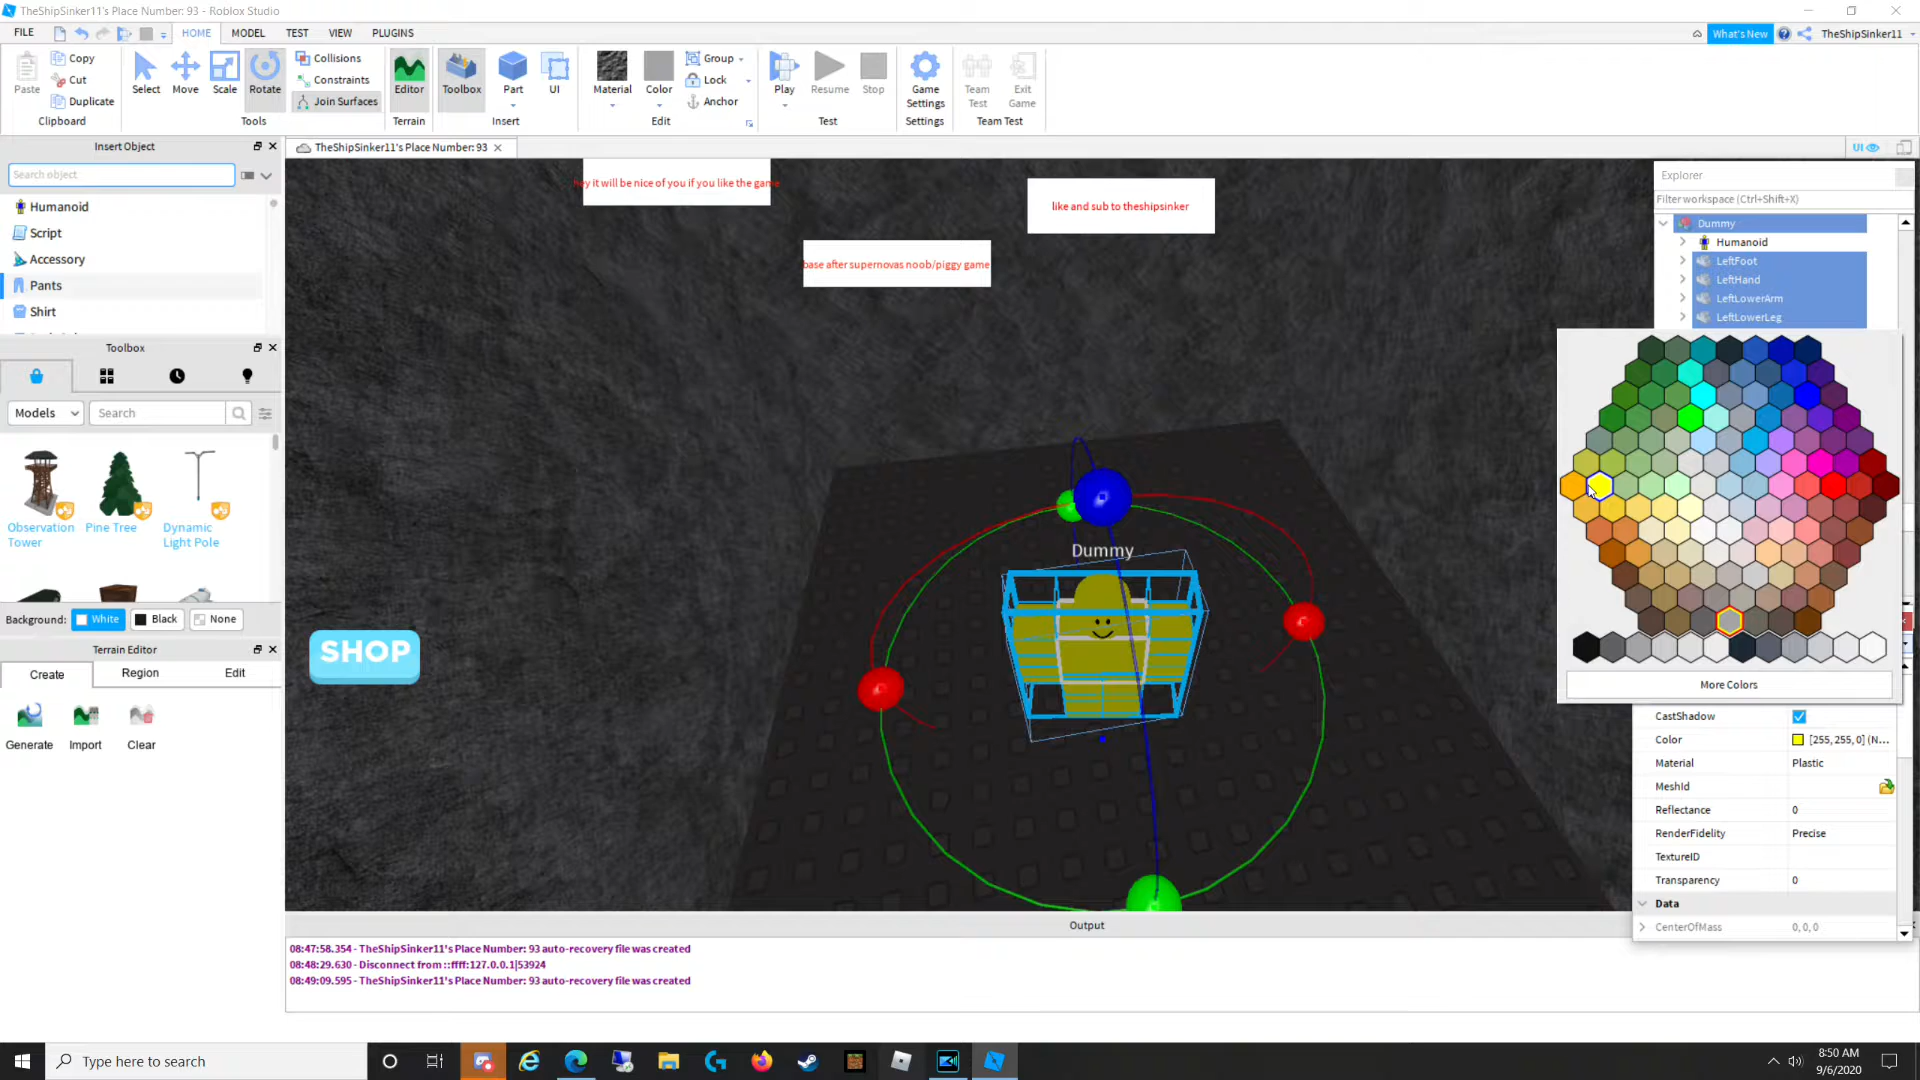 TheShipSinker11's Place Number: 93 - Roblox Studio
FILE
HOME
MODEL
TEST
VIEW
PLUGINS
What's New
TheShipSinker11
Paste
Copy
Cut
Duplicate
Clipboard
Select
Move
Scale
Rotate
Collisions
Constraints
Join Surfaces
Tools
Editor
Terrain
Toolbox
Part
UI
Insert
Material
Color
Group
Lock
Anchor
Edit
Play
Resume
Stop
Test
Game Settings
Settings
Team Test
Exit Game
Team Test
Insert Object
Search object
Humanoid
Script
Accessory
Pants
Shirt
Toolbox
Models
Search
Observation Tower
Pine Tree
Dynamic Light Pole
Background:
White
Black
None
Terrain Editor
Create
Region
Edit
Generate
Import
Clear
TheShipSinker11's Place Number: 93
UI
it will be nice of you if you like the game
like and sub to theshipsinker
base after supernovas noob/piggy game
SHOP
Dummy
Explorer
Filter workspace (Ctrl+Shift+X)
Dummy
Humanoid
LeftFoot
LeftHand
LeftLowerArm
LeftLowerLeg
More Colors
CastShadow
Color
[255, 255, 0] (N...
Material
Plastic
MeshId
Reflectance
0
RenderFidelity
Precise
TextureID
Transparency
0
Data
CenterOfMass
0, 0, 0
Output
08:47:58.354 - TheShipSinker11's Place Number: 93 auto-recovery file was created
08:48:29.630 - Disconnect from ::ffff:127.0.0.1|53924
08:49:09.595 - TheShipSinker11's Place Number: 93 auto-recovery file was created
Type here to search
8:50 AM
9/6/2020